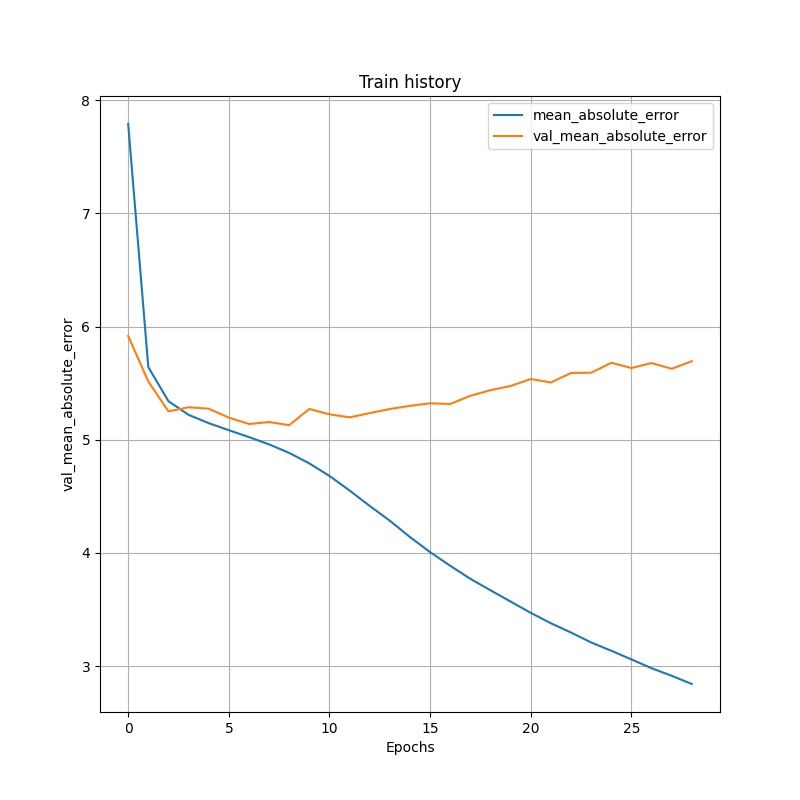 Train history
mean_absolute_error
val_mean_absolute_error
val_mean_absolute_error
8
7
6
5
4
3
0 5 10 15 20 25
Epochs